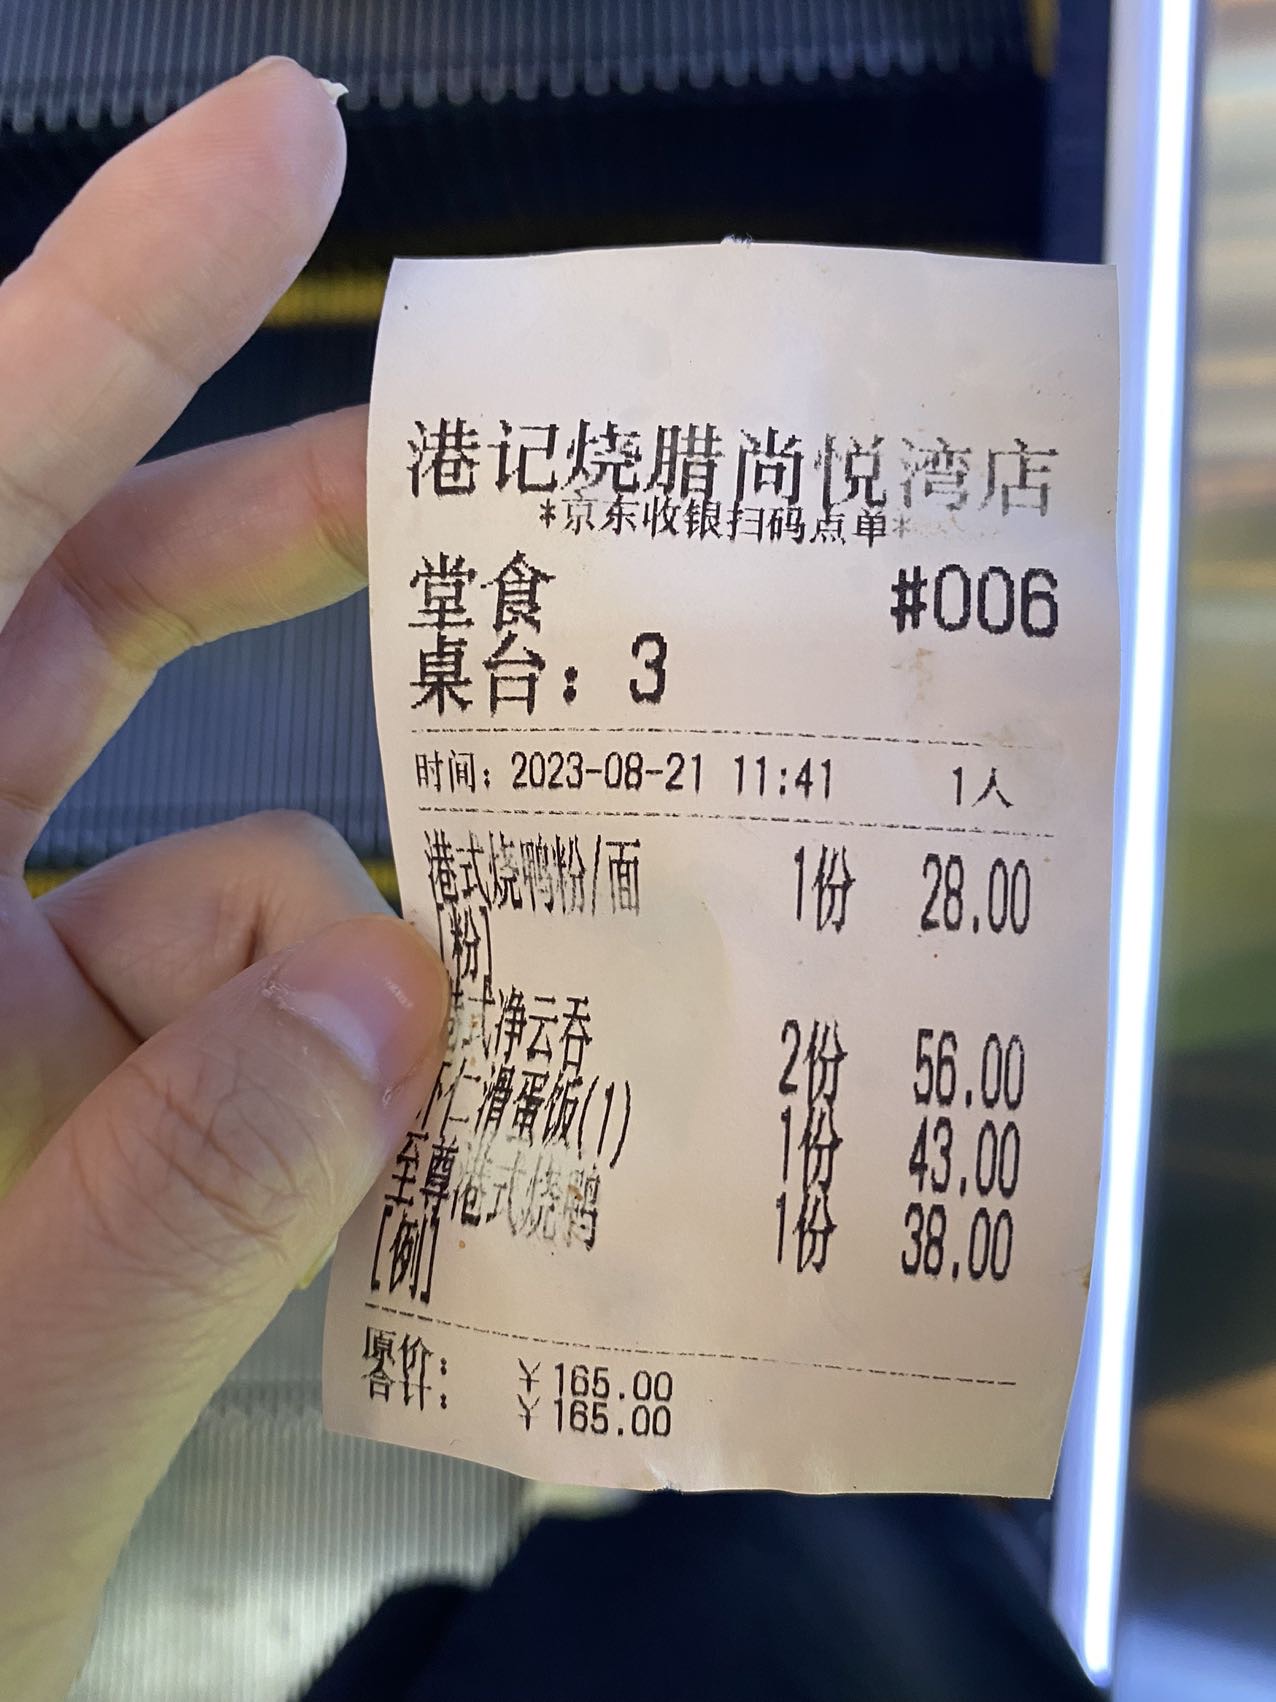 港记烧腊尚悦湾店
*京东收银扫码点单*
堂食 #006
桌台：3
时间：2023-08-21 11:41 1人
港式烧鸭粉/面 1份 28.00
[粉]
港式净云吞 2份 56.00
虾仁滑蛋饭(1) 1份 43.00
至尊港式烧鸭 1份 38.00
[例]
原价： ￥165.00
合计： ￥165.00